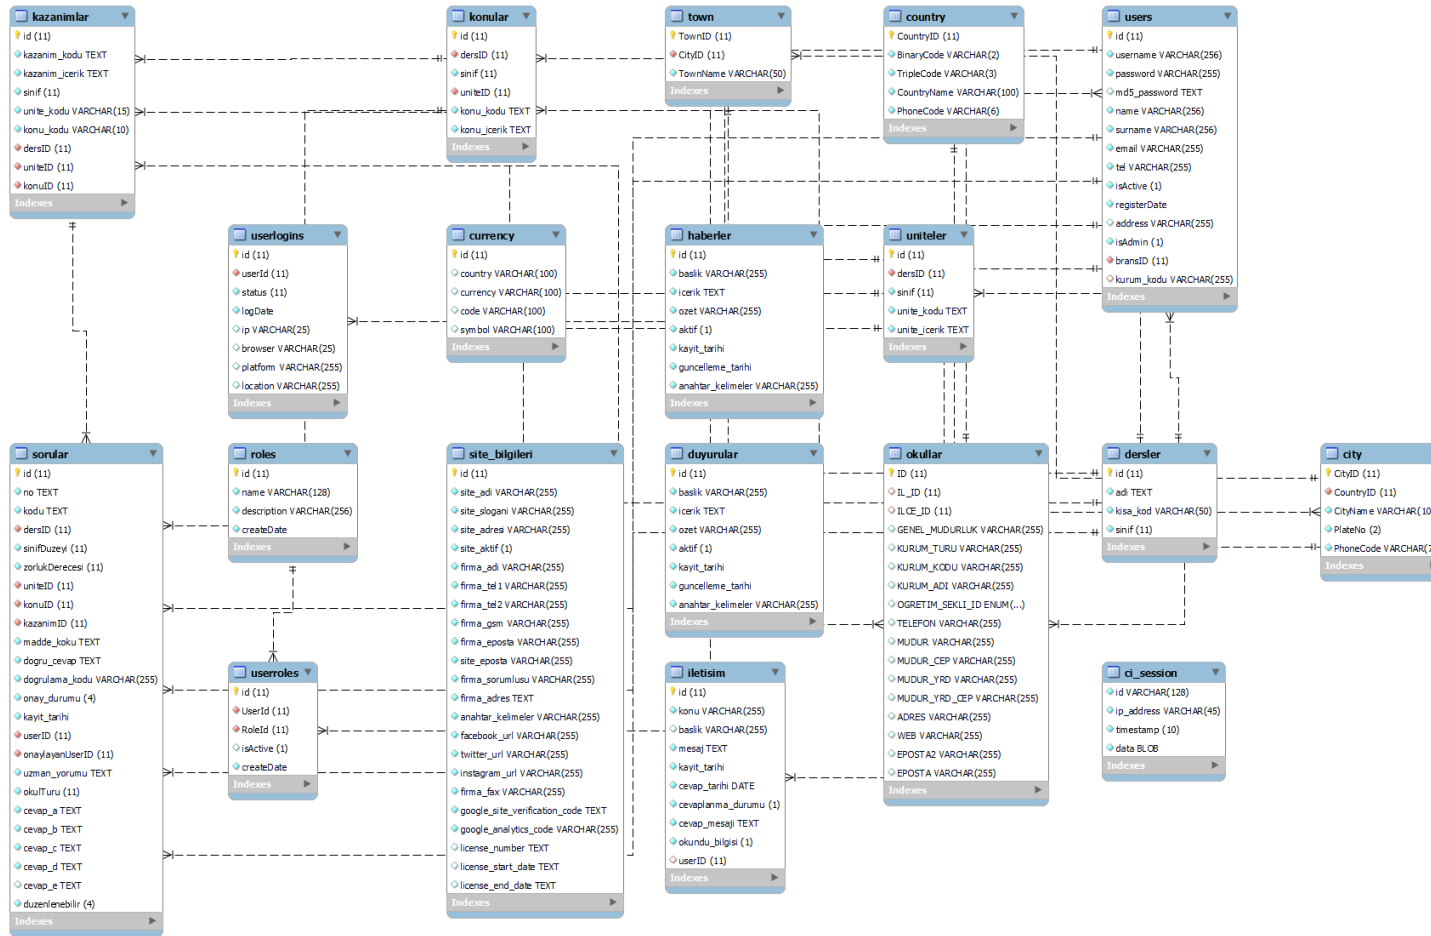 kazanimlar
id (11)
kazanim_kodu TEXT
kazanim_icerik TEXT
sinif (11)
unite_kodu VARCHAR(15)
konu_kodu VARCHAR(10)
dersID (11)
uniteID (11)
konuID (11)
Indexes
konular
id (11)
dersID (11)
sinif (11)
uniteID (11)
konu_kodu TEXT
konu_icerik TEXT
Indexes
town
TownID (11)
CityID (11)
TownName VARCHAR(50)
Indexes
country
CountryID (11)
BinaryCode VARCHAR(2)
TripleCode VARCHAR(3)
CountryName VARCHAR(100)
PhoneCode VARCHAR(6)
Indexes
users
id (11)
username VARCHAR(256)
password VARCHAR(255)
md5_password TEXT
name VARCHAR(256)
surname VARCHAR(256)
email VARCHAR(255)
tel VARCHAR(255)
isActive (1)
registerDate
address VARCHAR(255)
isAdmin (1)
bransID (11)
kurum_kodu VARCHAR(255)
Indexes
userlogins
id (11)
userId (11)
status (11)
logDate
ip VARCHAR(25)
browser VARCHAR(25)
platform VARCHAR(255)
location VARCHAR(255)
Indexes
currency
id (11)
country VARCHAR(100)
currency VARCHAR(100)
code VARCHAR(100)
symbol VARCHAR(100)
Indexes
haberler
id (11)
baslik VARCHAR(255)
icerik TEXT
ozet VARCHAR(255)
aktif (1)
kayit_tarihi
guncelleme_tarihi
anahtar_kelimeler VARCHAR(255)
Indexes
uniteler
id (11)
dersID (11)
sinif (11)
unite_kodu TEXT
unite_icerik TEXT
Indexes
sorular
id (11)
no TEXT
kodu TEXT
dersID (11)
sinifDuzeyi (11)
zorlukDerecesi (11)
uniteID (11)
konuID (11)
kazanimID (11)
madde_koku TEXT
dogru_cevap TEXT
dogrulama_kodu VARCHAR(255)
onay_durumu (4)
kayit_tarihi
userID (11)
onaylayanUserID (11)
uzman_yorumu TEXT
okulTuru (11)
cevap_a TEXT
cevap_b TEXT
cevap_c TEXT
cevap_d TEXT
cevap_e TEXT
duzenlenebilir (4)
Indexes
roles
id (11)
name VARCHAR(128)
description VARCHAR(256)
createDate
Indexes
userroles
id (11)
UserId (11)
RoleId (11)
isActive (1)
createDate
Indexes
site_bilgileri
id (11)
site_adi VARCHAR(255)
site_slogani VARCHAR(255)
site_adresi VARCHAR(255)
site_aktif (1)
firma_adi VARCHAR(255)
firma_tel1 VARCHAR(255)
firma_tel2 VARCHAR(255)
firma_gsm VARCHAR(255)
firma_eposta VARCHAR(255)
site_eposta VARCHAR(255)
firma_sorumlusu VARCHAR(255)
firma_adres TEXT
anahtar_kelimeler VARCHAR(255)
facebook_url VARCHAR(255)
twitter_url VARCHAR(255)
instagram_url VARCHAR(255)
firma_fax VARCHAR(255)
google_site_verification_code TEXT
google_analytics_code VARCHAR(255)
license_number TEXT
license_start_date TEXT
license_end_date TEXT
Indexes
duyurular
id (11)
baslik VARCHAR(255)
icerik TEXT
ozet VARCHAR(255)
aktif (1)
kayit_tarihi
guncelleme_tarihi
anahtar_kelimeler VARCHAR(255)
Indexes
iletisim
id (11)
konu VARCHAR(255)
baslik VARCHAR(255)
mesaj TEXT
kayit_tarihi
cevap_tarihi DATE
cevaplanma_durumu (1)
cevap_mesaji TEXT
okundu_bilgisi (1)
userID (11)
Indexes
okullar
ID (11)
IL_ID (11)
ILCE_ID (11)
GENEL_MUDURLUK VARCHAR(255)
KURUM_TURU VARCHAR(255)
KURUM_KODU VARCHAR(255)
KURUM_ADI VARCHAR(255)
OGRETIM_SEKLI_ID ENUM(...)
TELEFON VARCHAR(255)
MUDUR VARCHAR(255)
MUDUR_CEP VARCHAR(255)
MUDUR_YRD VARCHAR(255)
MUDUR_YRD_CEP VARCHAR(255)
ADRES VARCHAR(255)
WEB VARCHAR(255)
EPOSTA2 VARCHAR(255)
EPOSTA VARCHAR(255)
Indexes
dersler
id (11)
adi TEXT
kisa_kod VARCHAR(50)
sinif (11)
Indexes
city
CityID (11)
CountryID (11)
CityName VARCHAR(10
PlateNo (2)
PhoneCode VARCHAR(7
Indexes
ci_session
id VARCHAR(128)
ip_address VARCHAR(45)
timestamp (10)
data BLOB
Indexes